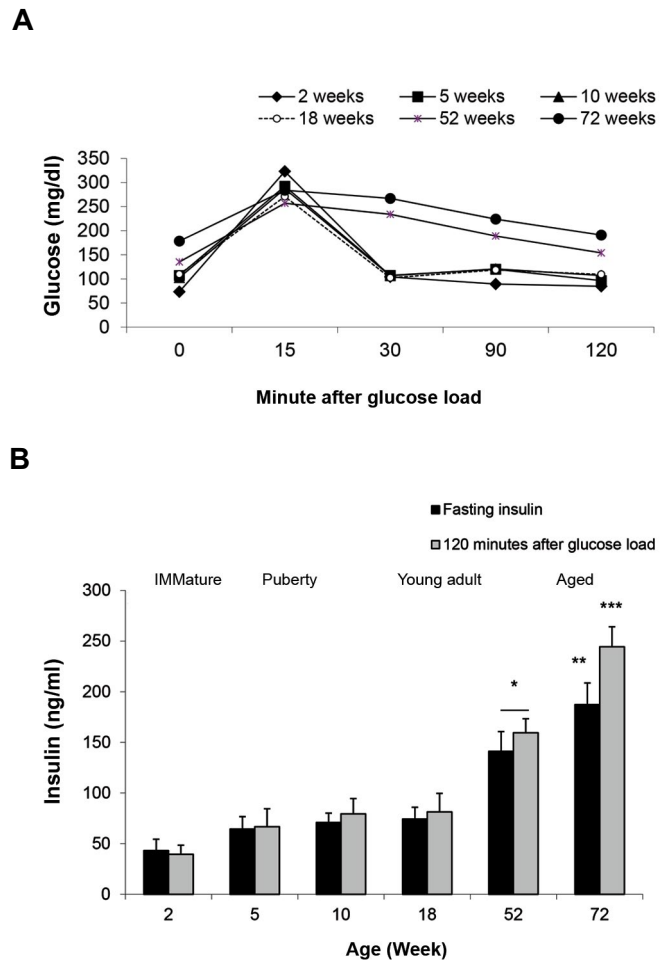 A
2 weeks 5 weeks 10 weeks
18 weeks 52 weeks 72 weeks
Glucose (mg/dl)
350
300
250
200
150
100
50
0
0 15 30 90 120
Minute after glucose load
B
Fasting insulin
120 minutes after glucose load
IMMature Puberty Young adult Aged
Insulin (ng/ml)
300
250
200
150
100
50
0
* ** ***
2 5 10 18 52 72
Age (Week)